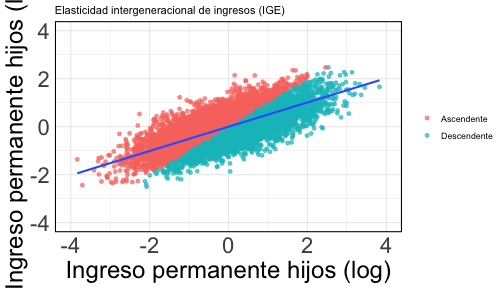 Elasticidad intergeneracional de ingresos (IGE)
Ingreso permanente hijos (l
4
2
0
-2
-4
-4
-2
0
2
4
Ingreso permanente hijos (log)
Ascendente
Descendente